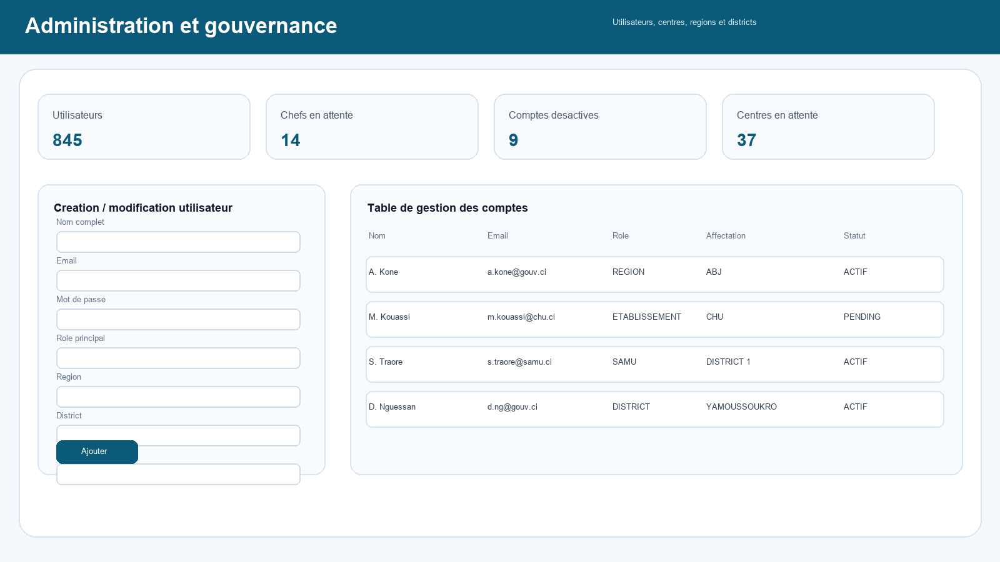 Administration et gouvernance
Utilisateurs, centres, regions et districts
Utilisateurs
845
Chefs en attente
14
Comptes desactives
9
Centres en attente
37
Creation / modification utilisateur
Nom complet
Email
Mot de passe
Role principal
Region
District
Ajouter
Table de gestion des comptes
Nom Email Role Affectation Statut
A. Kone a.kone@gouv.ci REGION ABJ ACTIF
M. Kouassi m.kouassi@chu.ci ETABLISSEMENT CHU PENDING
S. Traore s.traore@samu.ci SAMU DISTRICT 1 ACTIF
D. Nguessan d.ng@gouv.ci DISTRICT YAMOUSSOUKRO ACTIF